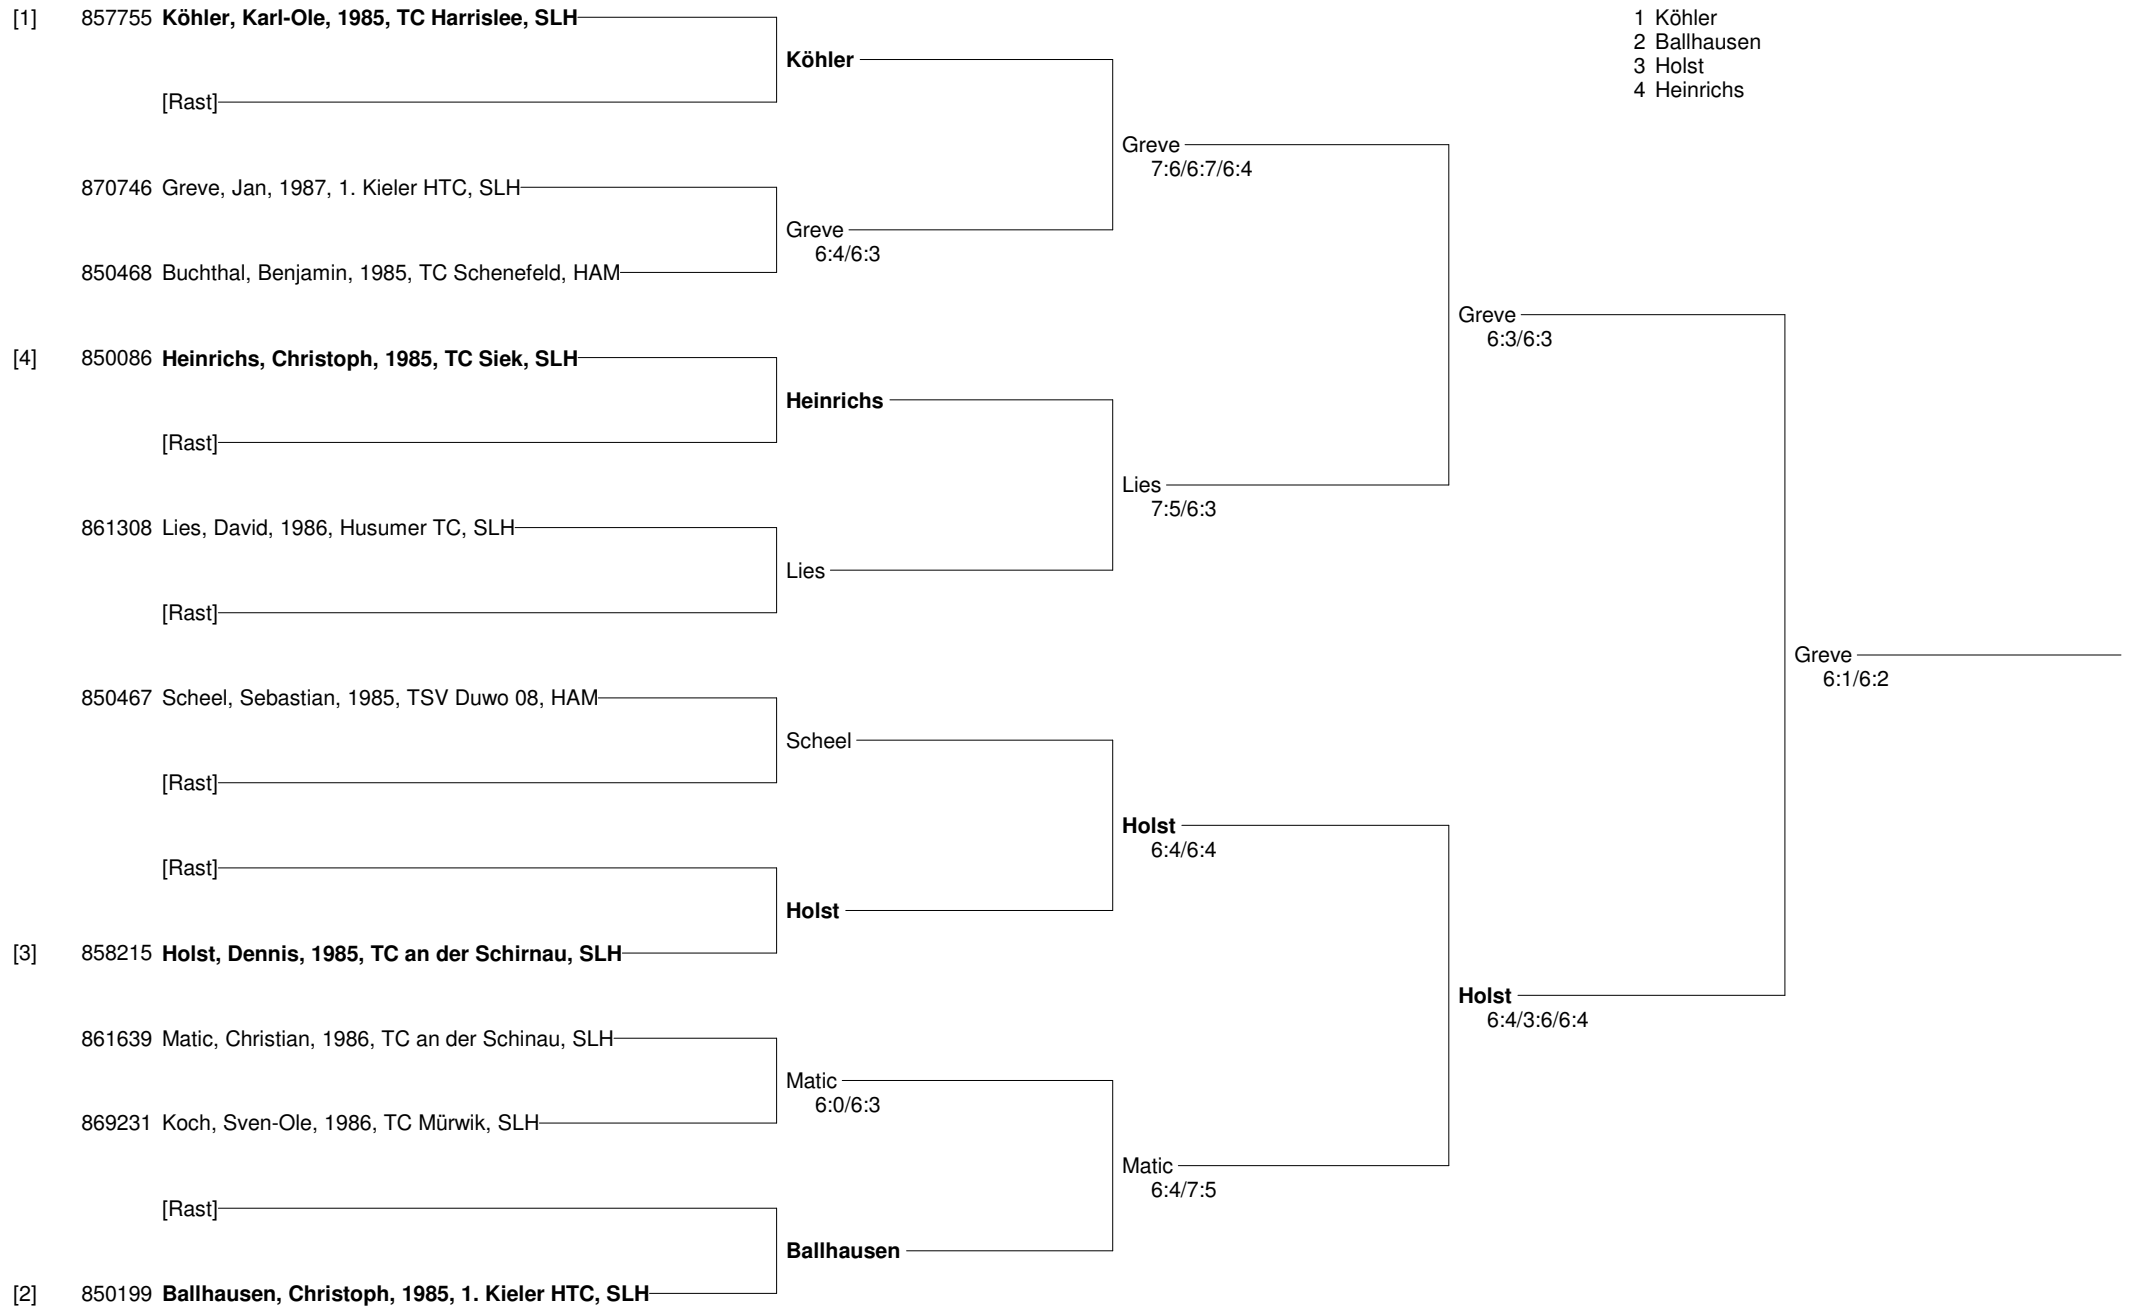 [1] 857755 Köhler, Karl-Ole, 1985, TC Harrislee, SLH
1 Köhler
2 Ballhausen
3 Holst
4 Heinrichs
Köhler
[Rast]
Greve
7:6/6:7/6:4
870746 Greve, Jan, 1987, 1. Kieler HTC, SLH
Greve
6:4/6:3
850468 Buchthal, Benjamin, 1985, TC Schenefeld, HAM
Greve
6:3/6:3
[4] 850086 Heinrichs, Christoph, 1985, TC Siek, SLH
Heinrichs
[Rast]
Lies
7:5/6:3
861308 Lies, David, 1986, Husumer TC, SLH
Lies
[Rast]
Greve
6:1/6:2
850467 Scheel, Sebastian, 1985, TSV Duwo 08, HAM
Scheel
[Rast]
Holst
6:4/6:4
[Rast]
Holst
[3] 858215 Holst, Dennis, 1985, TC an der Schirnau, SLH
Holst
6:4/3:6/6:4
861639 Matic, Christian, 1986, TC an der Schinau, SLH
Matic
6:0/6:3
869231 Koch, Sven-Ole, 1986, TC Mürwik, SLH
Matic
6:4/7:5
[Rast]
Ballhausen
[2] 850199 Ballhausen, Christoph, 1985, 1. Kieler HTC, SLH